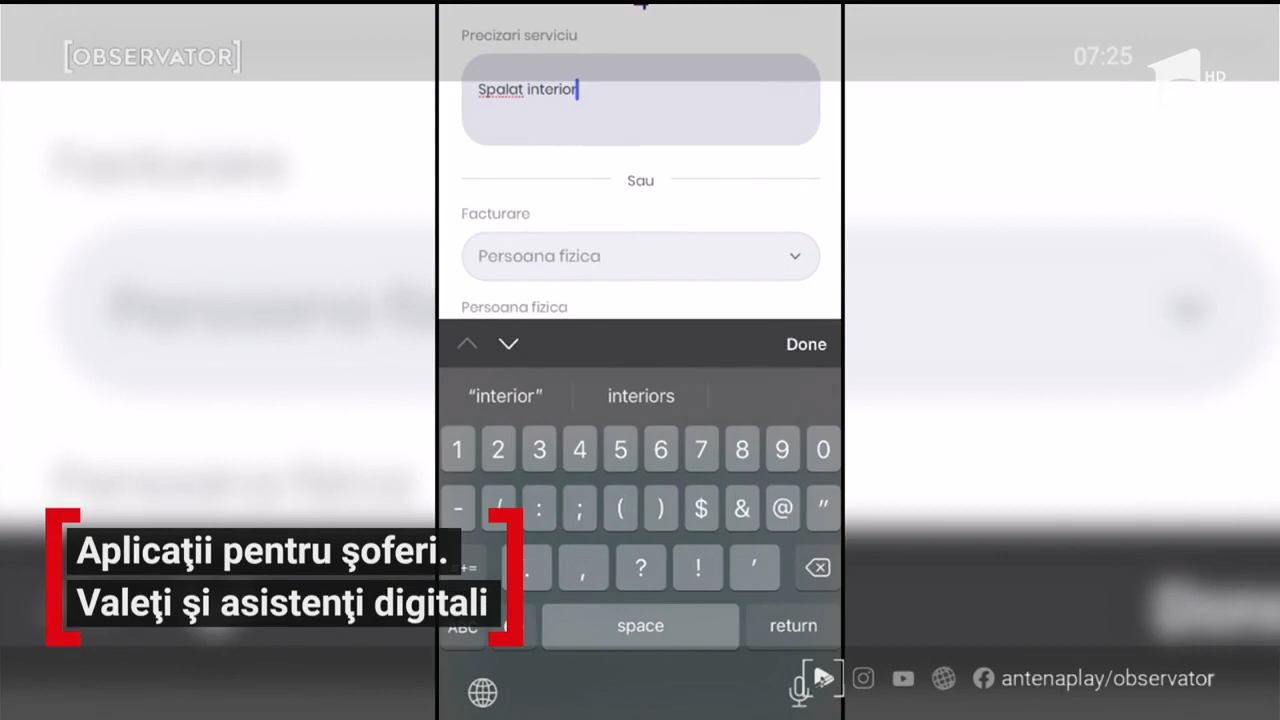 [OBSERVATOR]
07:25
HD
Precizari serviciu
Spalat interior
Sau
Facturare
Persoana fizica
Persoana fizica
Done
“interior”
interiors
1 2 3 4 5 6 7 8 9 0
- / : ; ( ) $ & @ ”
. , ? ! ’
Aplicaţii pentru şoferi.
Valeţi şi asistenţi digitali
ABC
space
return
antenaplay/observator